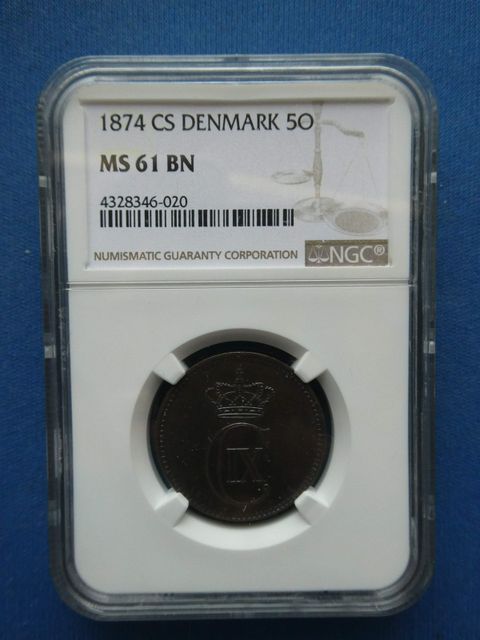 1874 CS DENMARK 5O
MS 61 BN
4328346-020
NUMISMATIC GUARANTY CORPORATION
NGC®
C IX